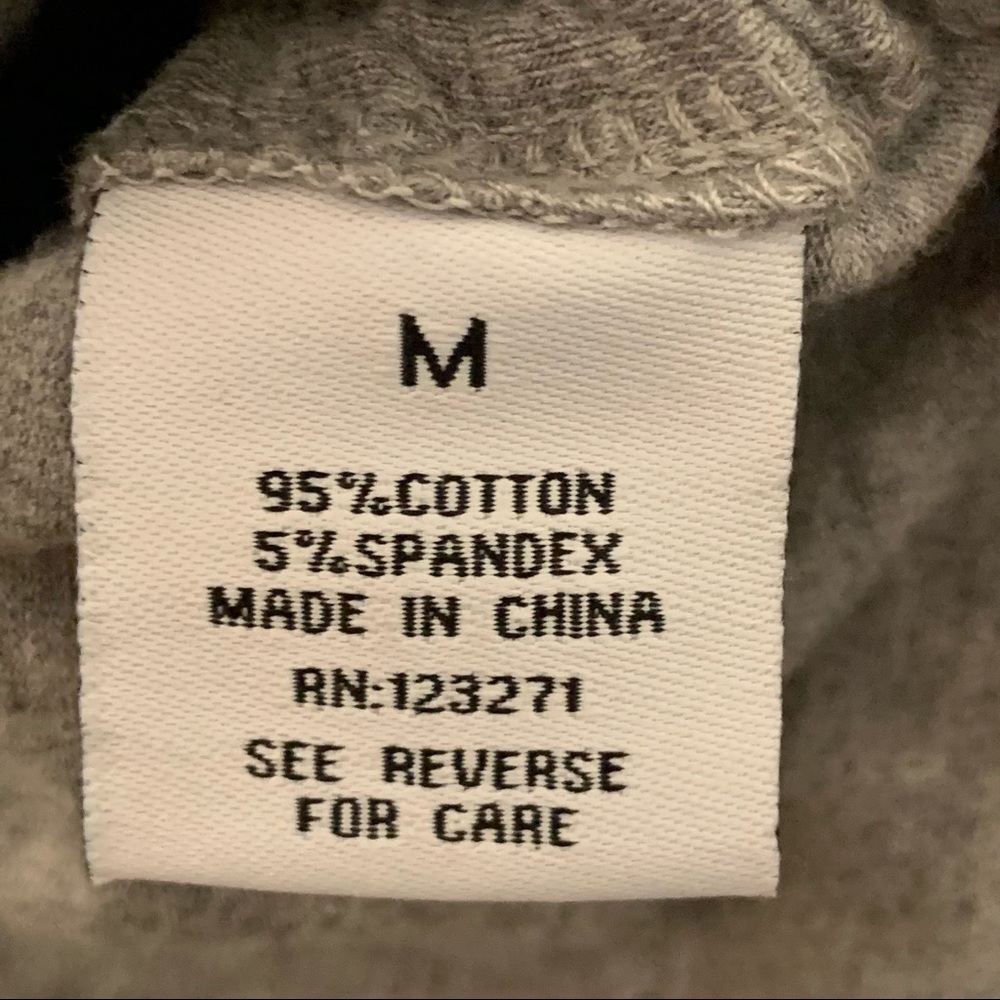 M
95%COTTON
5%SPANDEX
MADE IN CHINA
RN:123271
SEE REVERSE
FOR CARE